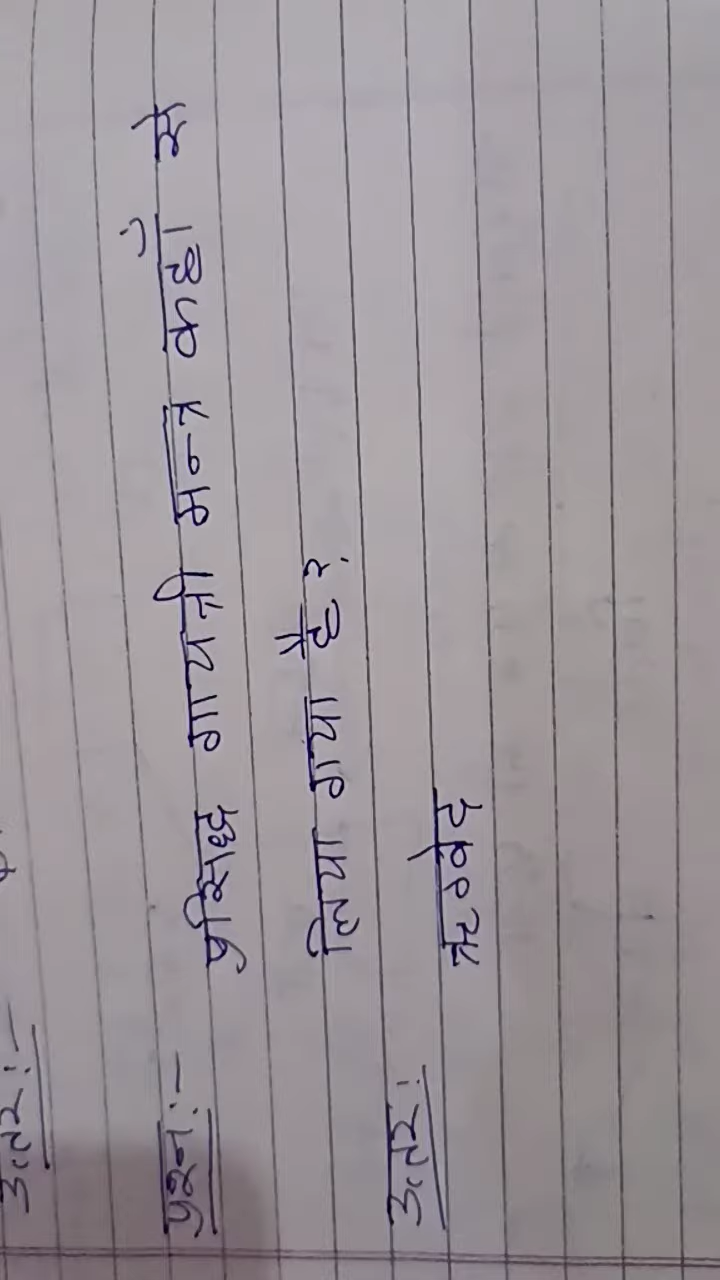 उत्तर:-
प्रश्न:- प्रसिध्द गायत्री मन्त्र कहाँ से
लिया गया है?
उत्तर: ऋग्वेद